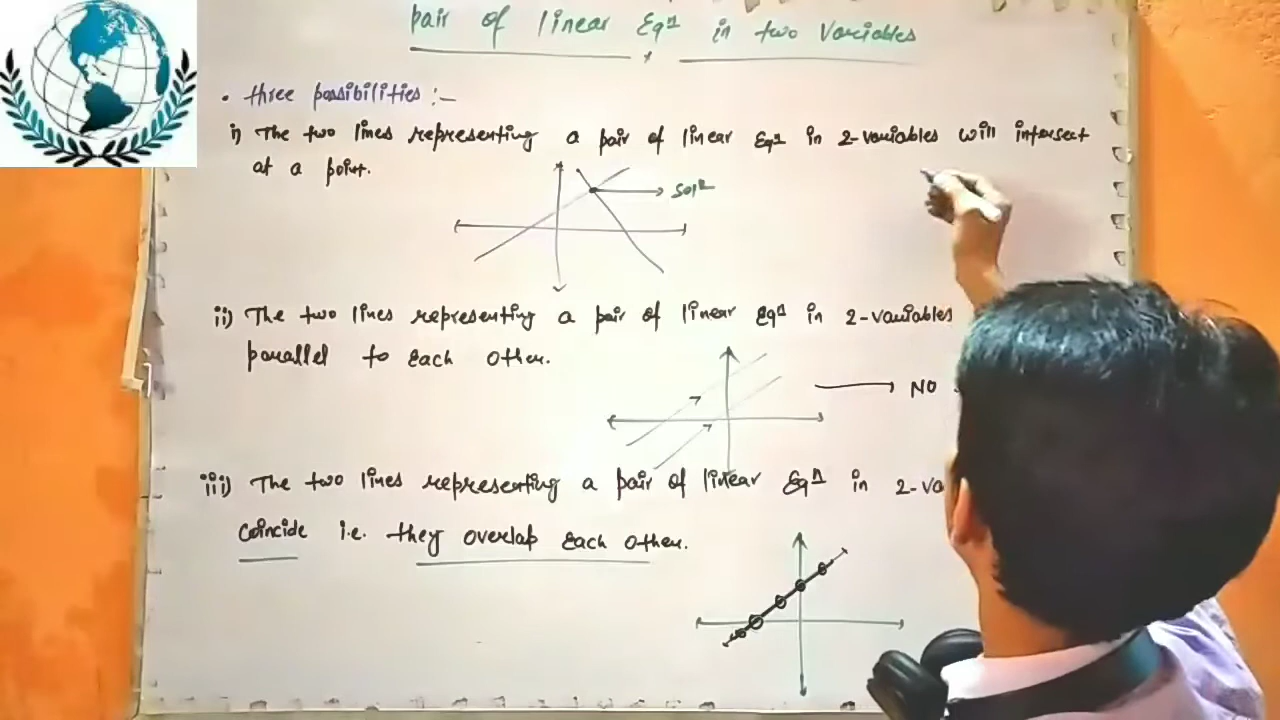 pair of linear Eqⁿ in two Variables
• three possibilities :-
i) The two lines representing a pair of linear Eqⁿ in 2-variables will intersect
at a point.
solⁿ
ii) The two lines representing a pair of linear Eqⁿ in 2-variables
parallel to each other.
NO
iii) The two lines representing a pair of linear Eqⁿ in 2-va
coincide i.e. they overlap each other.